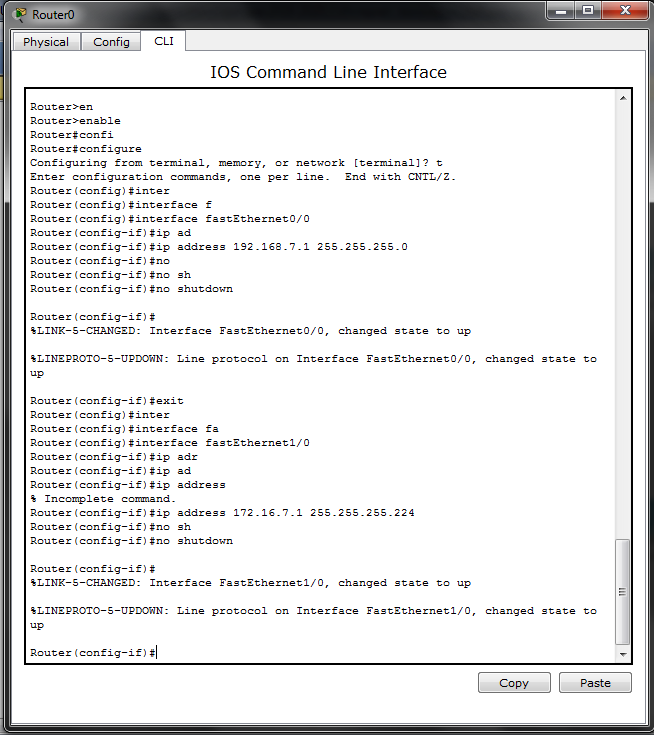 Router0
Physical Config CLI
IOS Command Line Interface
Router>en
Router>enable
Router#confi
Router#configure
Configuring from terminal, memory, or network [terminal]? t
Enter configuration commands, one per line.  End with CNTL/Z.
Router(config)#inter
Router(config)#interface f
Router(config)#interface fastEthernet0/0
Router(config-if)#ip ad
Router(config-if)#ip address 192.168.7.1 255.255.255.0
Router(config-if)#no
Router(config-if)#no sh
Router(config-if)#no shutdown
Router(config-if)#
%LINK-5-CHANGED: Interface FastEthernet0/0, changed state to up
%LINEPROTO-5-UPDOWN: Line protocol on Interface FastEthernet0/0, changed state to
up
Router(config-if)#exit
Router(config)#inter
Router(config)#interface fa
Router(config)#interface fastEthernet1/0
Router(config-if)#ip adr
Router(config-if)#ip ad
Router(config-if)#ip address
% Incomplete command.
Router(config-if)#ip address 172.16.7.1 255.255.255.224
Router(config-if)#no sh
Router(config-if)#no shutdown
Router(config-if)#
%LINK-5-CHANGED: Interface FastEthernet1/0, changed state to up
%LINEPROTO-5-UPDOWN: Line protocol on Interface FastEthernet1/0, changed state to
up
Router(config-if)#
Copy Paste